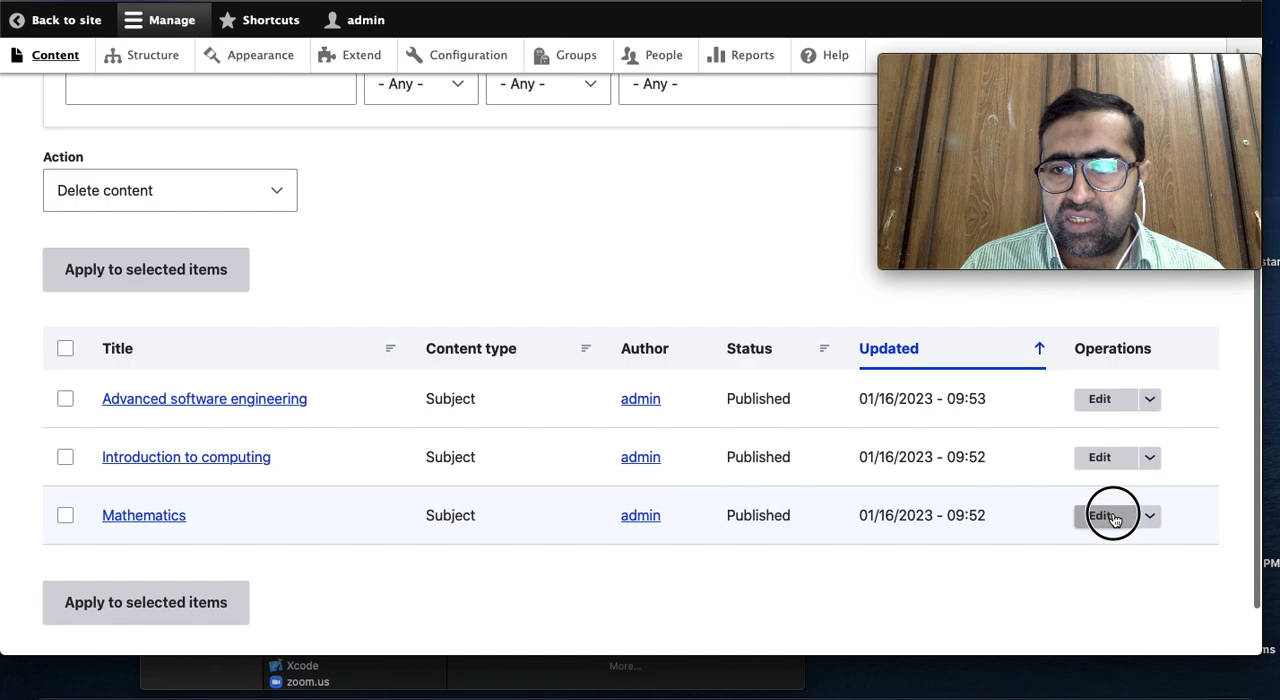 Back to site Manage Shortcuts admin
Content Structure Appearance Extend Configuration Groups People Reports Help
- Any - - Any - - Any -
Action
Delete content
Apply to selected items
Title Content type Author Status Updated Operations
Advanced software engineering Subject admin Published 01/16/2023 - 09:53 Edit
Introduction to computing Subject admin Published 01/16/2023 - 09:52 Edit
Mathematics Subject admin Published 01/16/2023 - 09:52 Edit
PM
Apply to selected items
Xcode More...
zoom.us